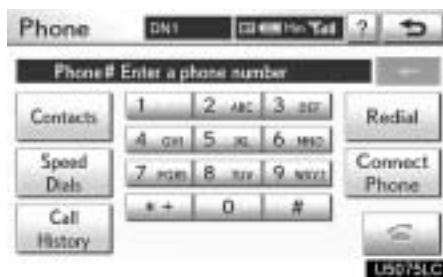 Phone DN1 ?
Phone# Enter a phone number
Contacts 1 2 ABC 3 DEF Redial
4 GHI 5 JKL 6 MNO
Speed Dials 7 PQRS 8 TUV 9 WXYZ Connect Phone
* + 0 #
Call History
U5075LC